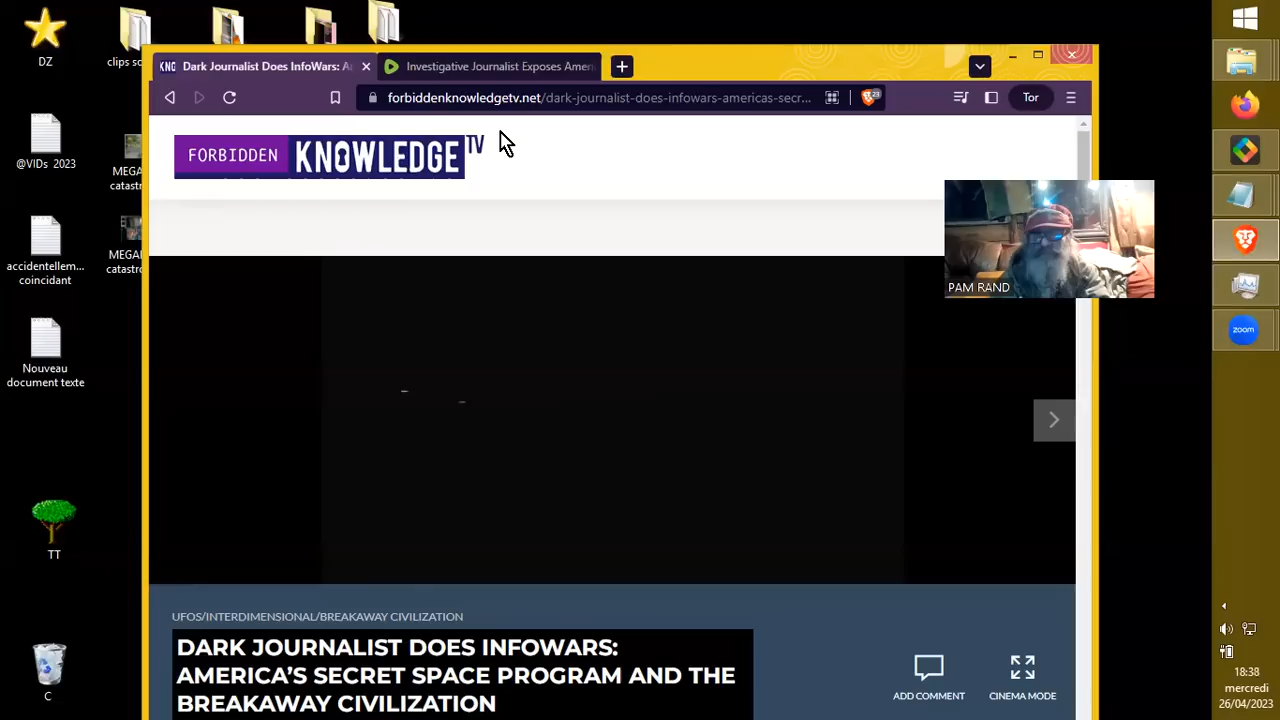 DZ
clips sc
@VIDs 2023
MEGA
catastr
accidentellem...
coincidant
MEGA
catastr
Nouveau
document texte
TT
C
KNO Dark Journalist Does InfoWars: A
Investigative Journalist Exposes Amer
forbiddenknowledgetv.net/dark-journalist-does-infowars-americas-secr...
23
Tor
FORBIDDEN KNOWLEDGE TV
PAM RAND
UFOS/INTERDIMENSIONAL/BREAKAWAY CIVILIZATION
DARK JOURNALIST DOES INFOWARS:
AMERICA'S SECRET SPACE PROGRAM AND THE
BREAKAWAY CIVILIZATION
ADD COMMENT
CINEMA MODE
zoom
18:38
mercredi
26/04/2023